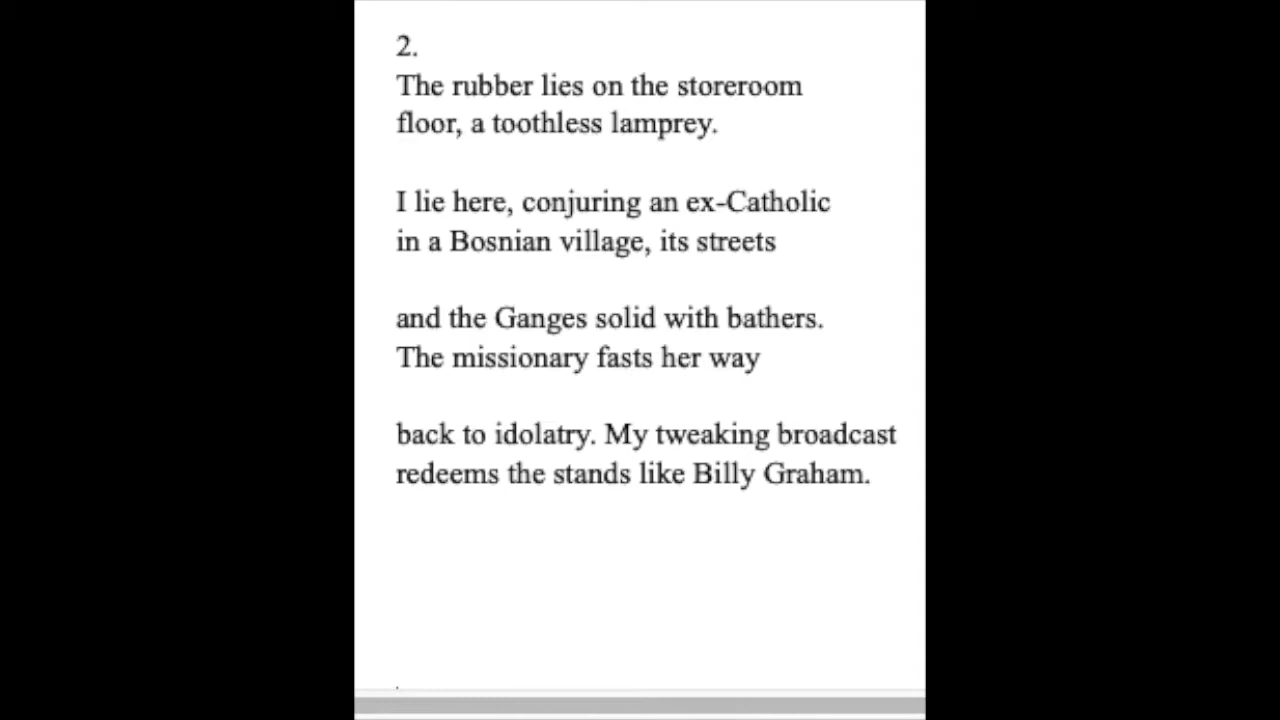 2.
The rubber lies on the storeroom
floor, a toothless lamprey.
I lie here, conjuring an ex-Catholic
in a Bosnian village, its streets
and the Ganges solid with bathers.
The missionary fasts her way
back to idolatry. My tweaking broadcast
redeems the stands like Billy Graham.